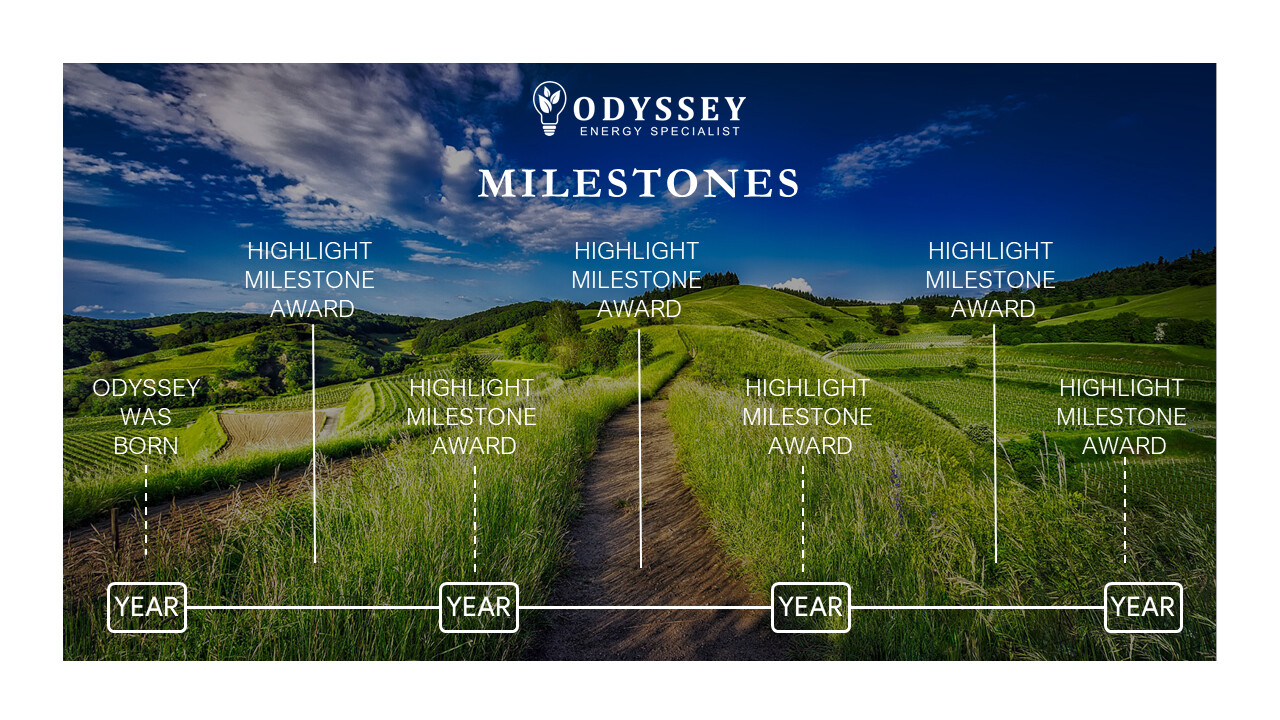 ODYSSEY
ENERGY SPECIALIST
MILESTONES
HIGHLIGHT
MILESTONE
AWARD
HIGHLIGHT
MILESTONE
AWARD
HIGHLIGHT
MILESTONE
AWARD
ODYSSEY
WAS
BORN
HIGHLIGHT
MILESTONE
AWARD
HIGHLIGHT
MILESTONE
AWARD
HIGHLIGHT
MILESTONE
AWARD
YEAR
YEAR
YEAR
YEAR